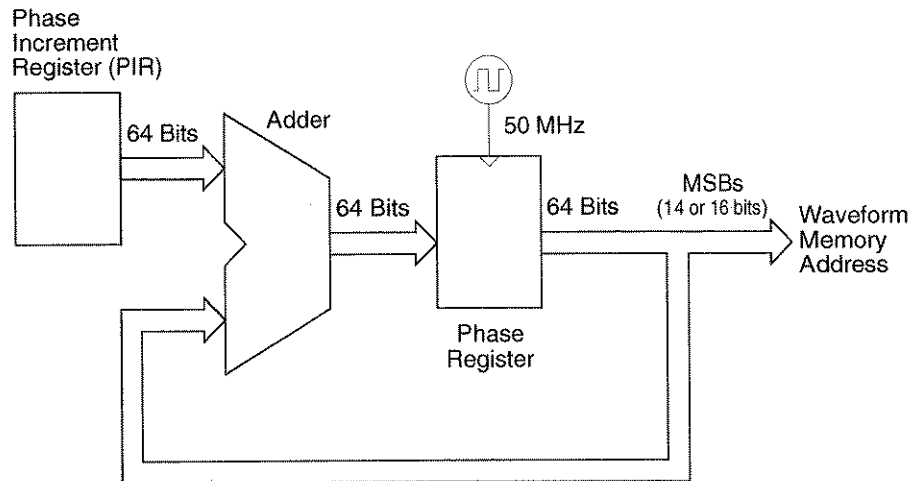 Phase
Increment
Register (PIR)
64 Bits
Adder
64 Bits
50 MHz
64 Bits
MSBs
(14 or 16 bits)
Waveform
Memory
Address
Phase
Register